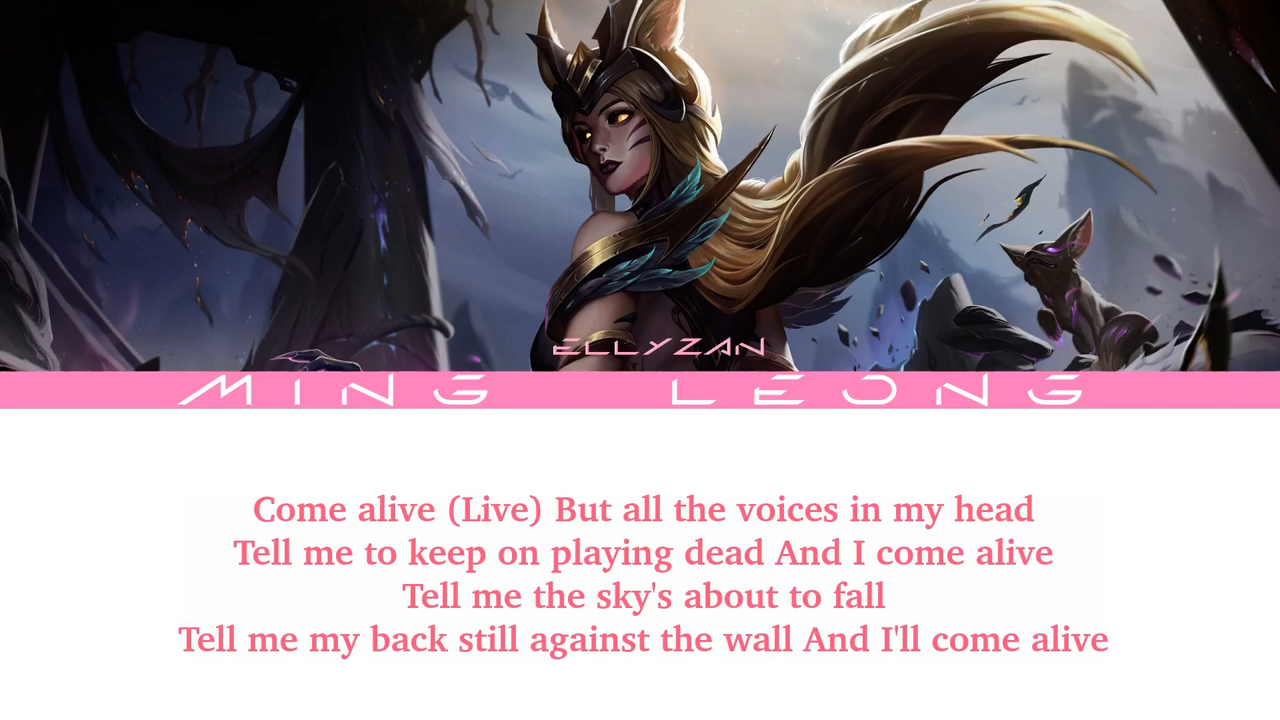 ELLYZAN
MING LEONG
Come alive (Live) But all the voices in my head
Tell me to keep on playing dead And I come alive
Tell me the sky's about to fall
Tell me my back still against the wall And I'll come alive